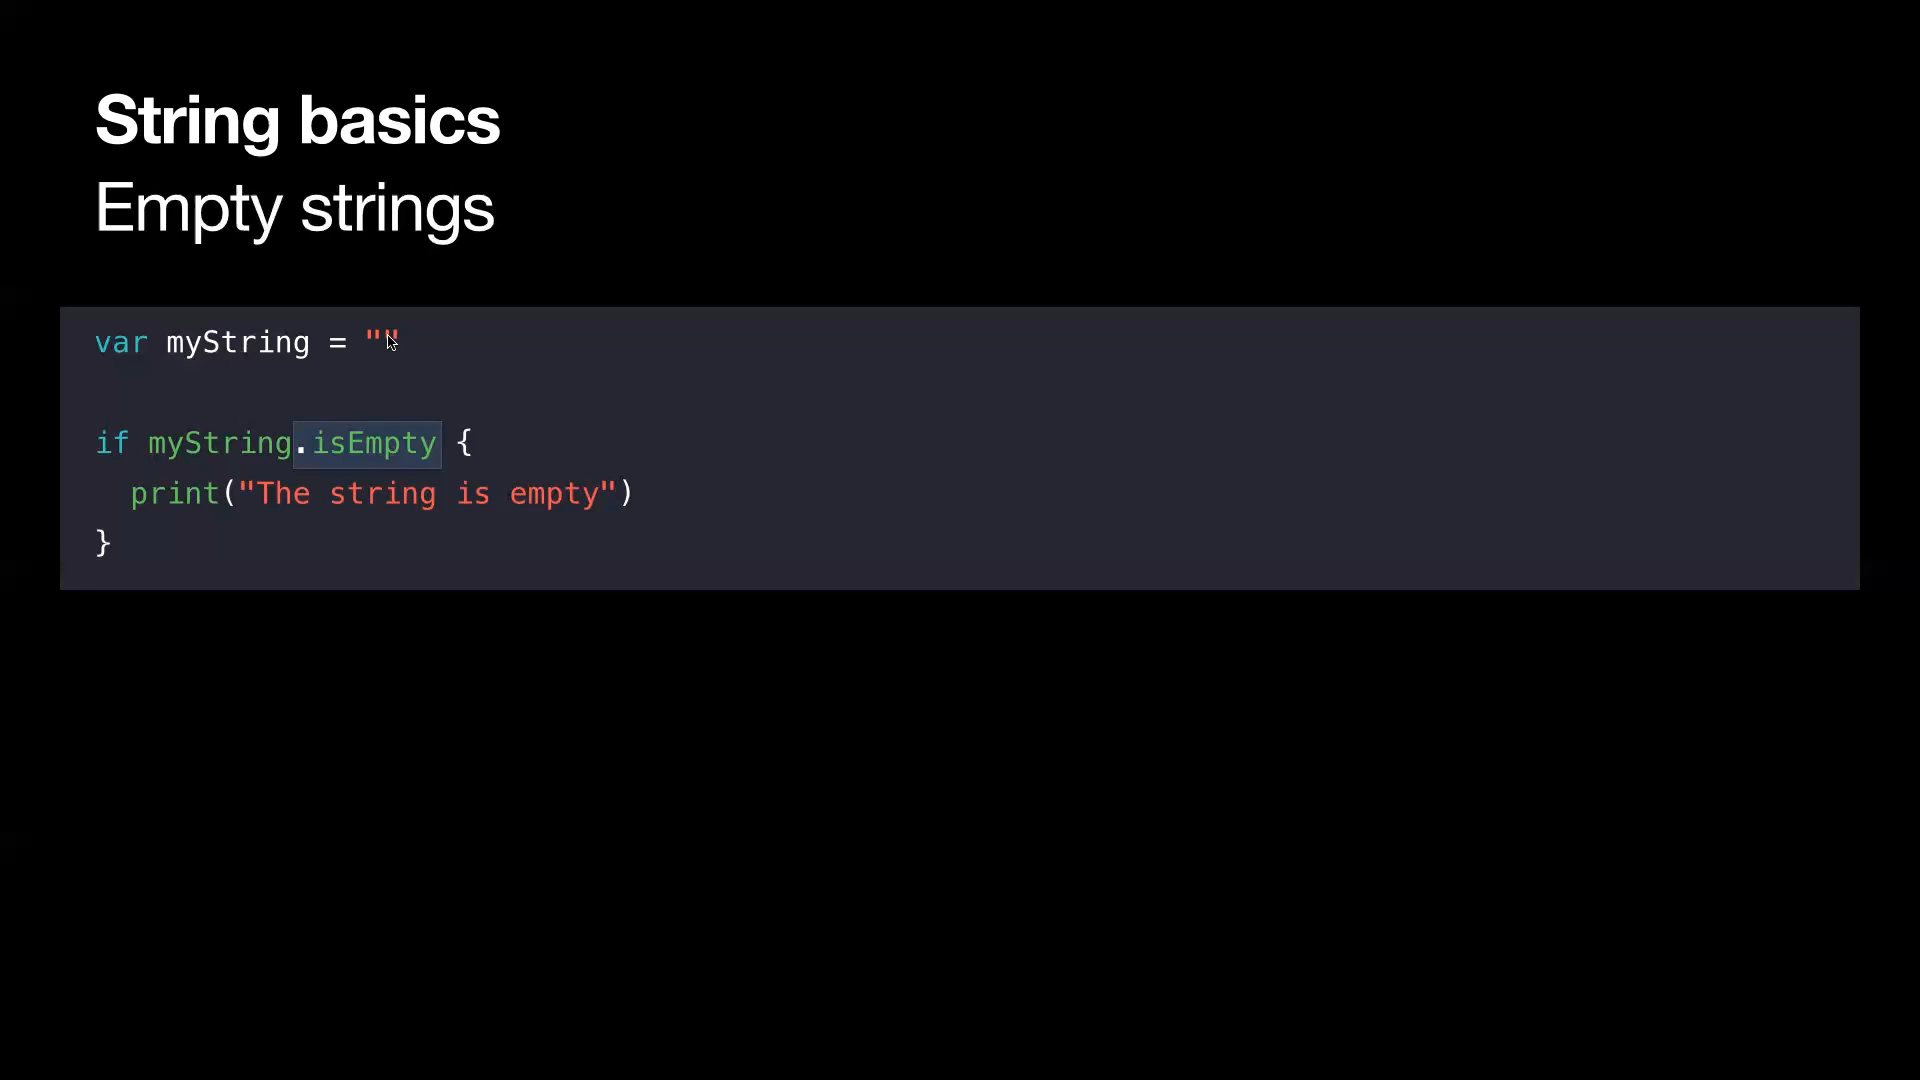 String basics
Empty strings
var myString = ""
if myString.isEmpty {
  print("The string is empty")
}